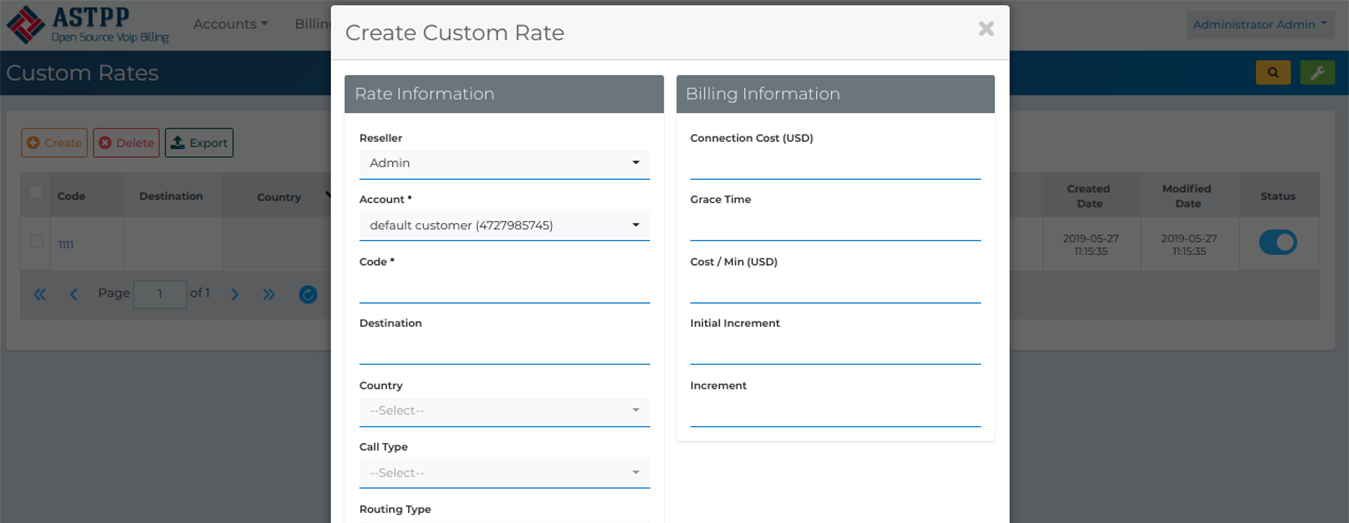 ASTPP
Open Source Voip Billing
Accounts
Billin
Administrator Admin
Custom Rates
Create
Delete
Export
Code
Destination
Country
Created
Date
Modified
Date
Status
1111
2019-05-27
11:15:35
2019-05-27
11:15:35
Page
1
of 1
Create Custom Rate
Rate Information
Reseller
Admin
Account *
default customer (4727985745)
Code *
Destination
Country
--Select--
Call Type
--Select--
Routing Type
Billing Information
Connection Cost (USD)
Grace Time
Cost / Min (USD)
Initial Increment
Increment